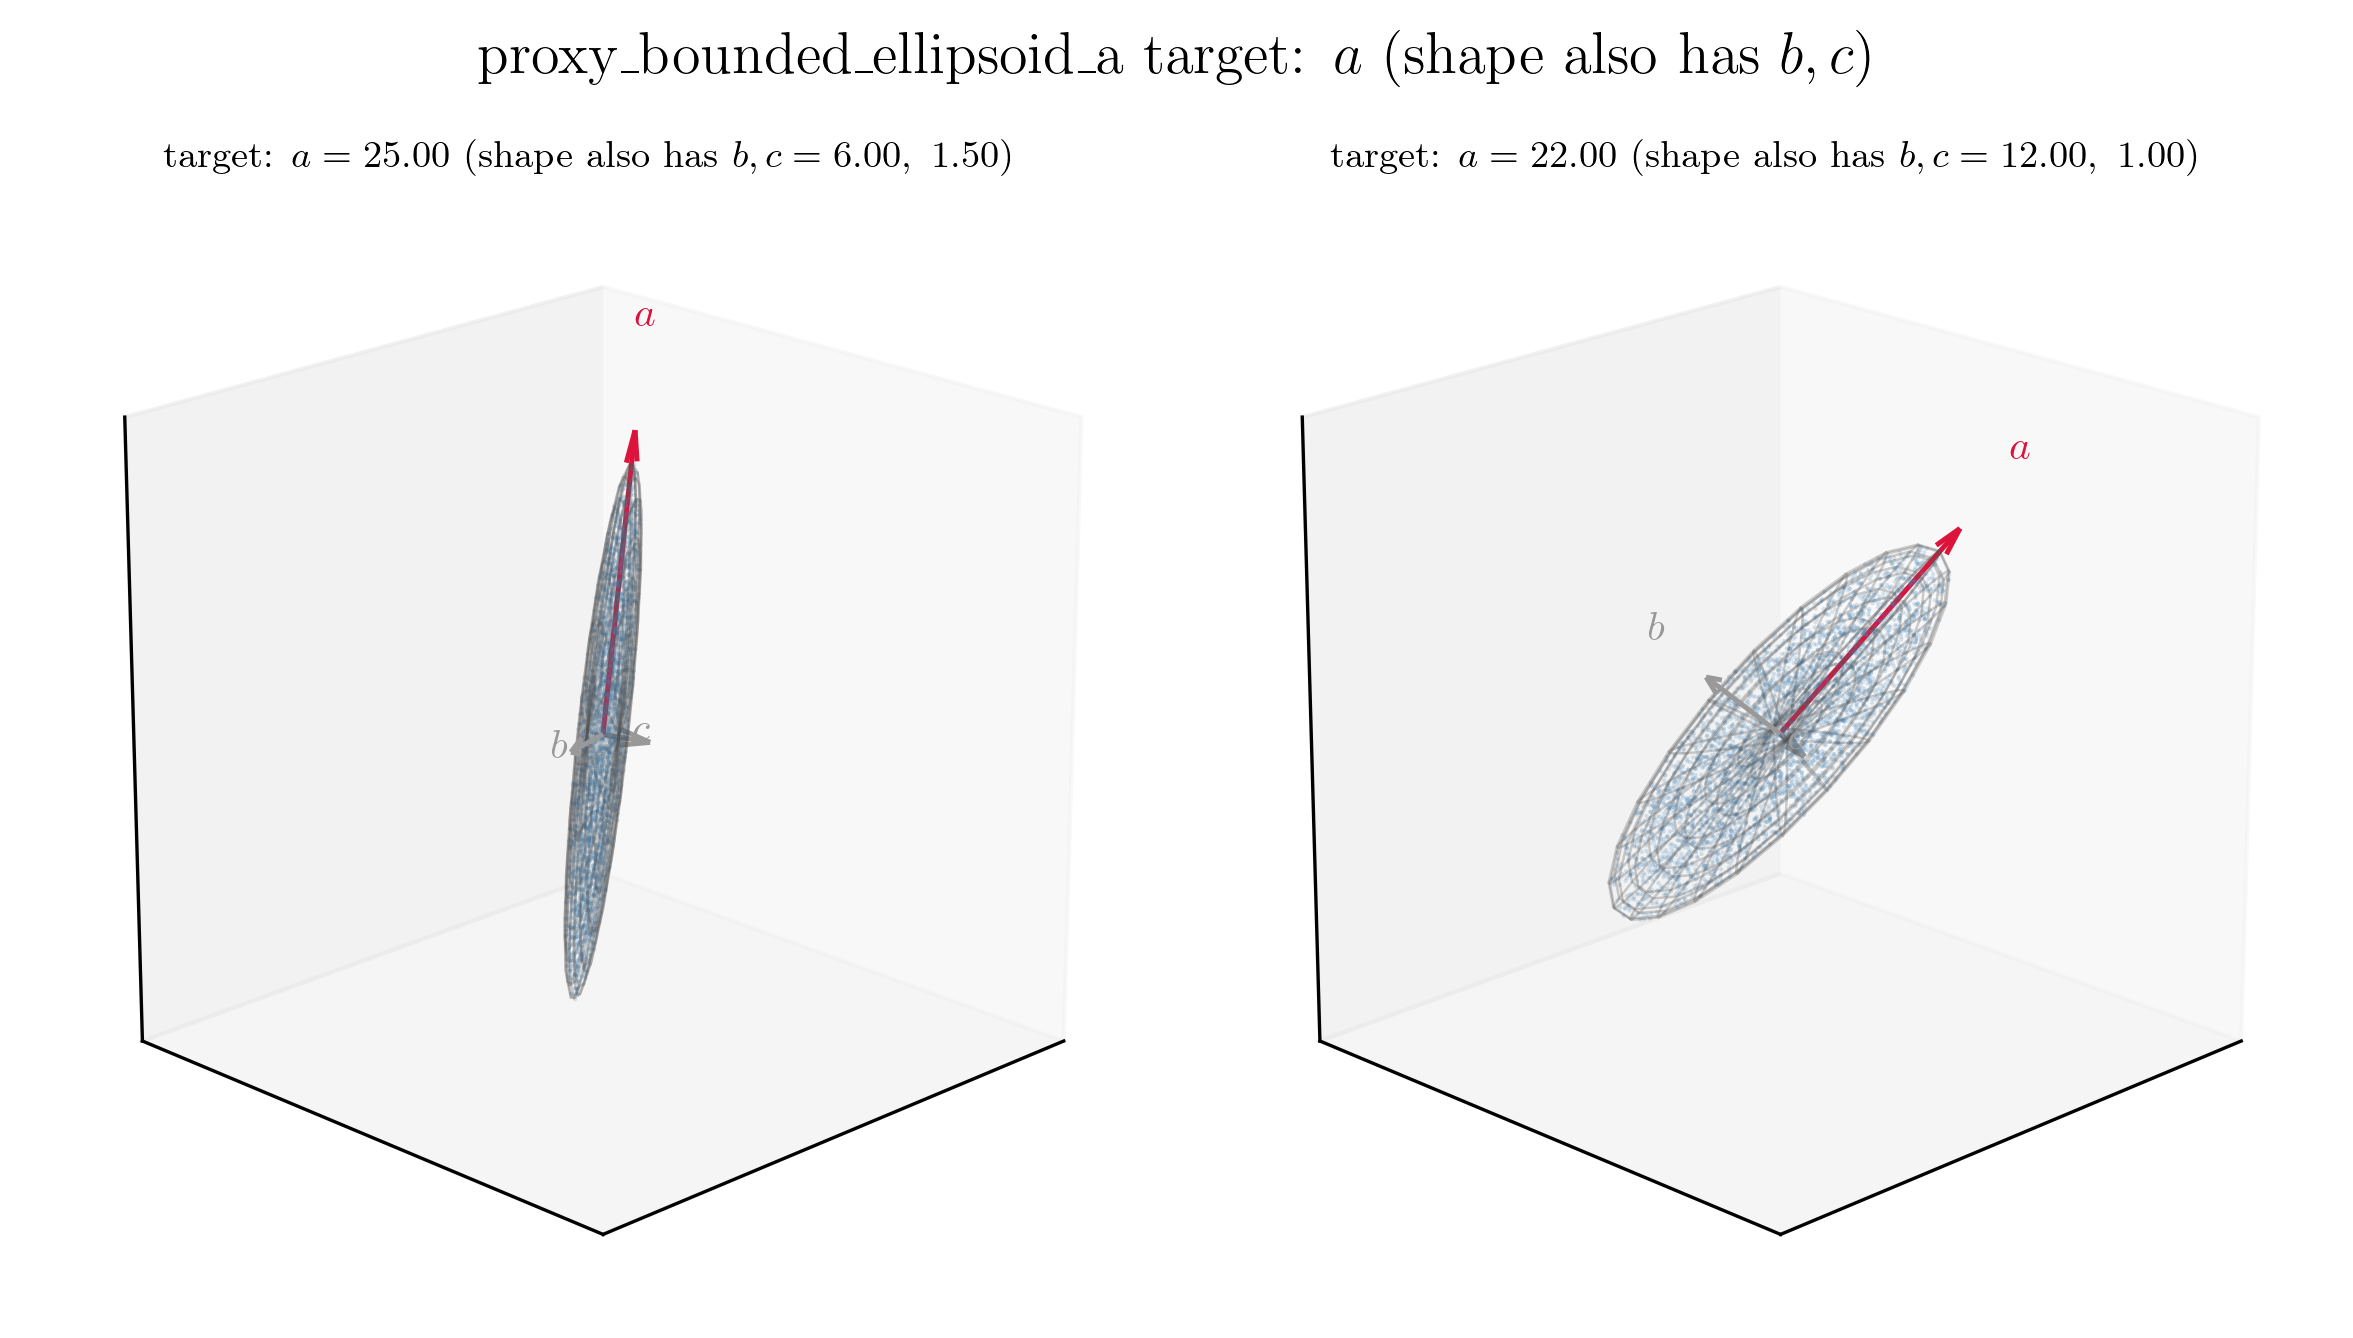 proxy_bounded_ellipsoid_a target: a (shape also has b, c)
target: a = 25.00 (shape also has b, c = 6.00, 1.50)
target: a = 22.00 (shape also has b, c = 12.00, 1.00)
a
b
c
a
b